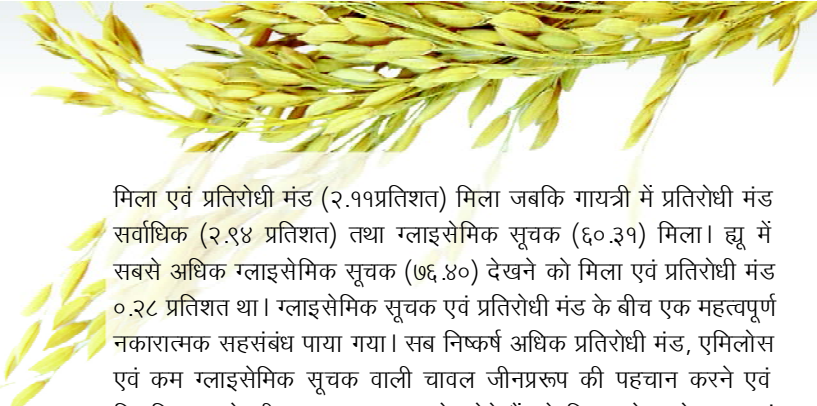 मिला एवं प्रतिरोधी मंड (२.११प्रतिशत) मिला जबकि गायत्री में प्रतिरोधी मंड
सर्वाधिक (२.९४ प्रतिशत) तथा ग्लाइसेमिक सूचक (६०.३१) मिला। ह्यू में
सबसे अधिक ग्लाइसेमिक सूचक (७६.४०) देखने को मिला एवं प्रतिरोधी मंड
०.२८ प्रतिशत था। ग्लाइसेमिक सूचक एवं प्रतिरोधी मंड के बीच एक महत्वपूर्ण
नकारात्मक सहसंबंध पाया गया। सब निष्कर्ष अधिक प्रतिरोधी मंड, एमिलोस
एवं कम ग्लाइसेमिक सूचक वाली चावल जीनप्ररूप की पहचान करने एवं